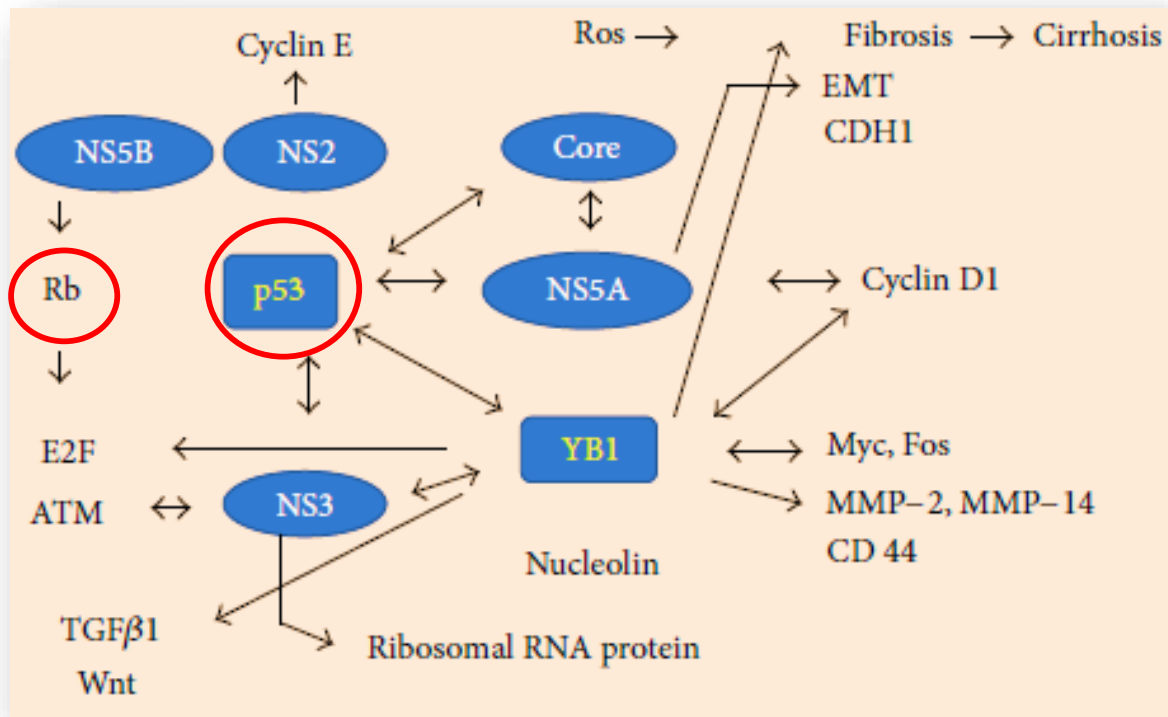 Ros
Fibrosis
Cirrhosis
Cyclin E
EMT
CDH1
NS5B
NS2
Core
Rb
p53
NS5A
Cyclin D1
E2F
YB1
Myc, Fos
ATM
NS3
MMP–2, MMP–14
CD 44
Nucleolin
TGFβ1
Ribosomal RNA protein
Wnt